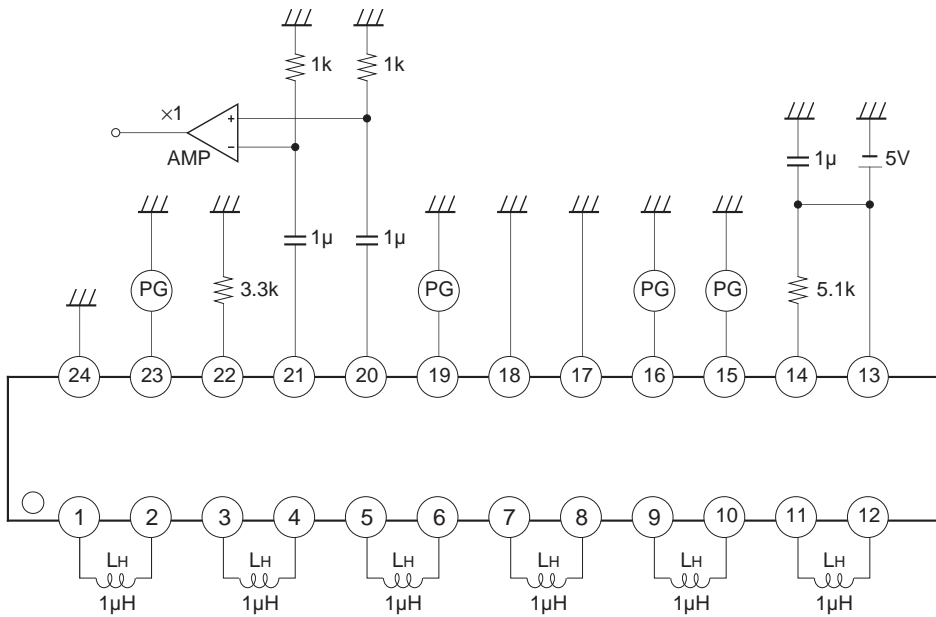 1k 1k
×1
+
−
AMP
1µ 5V
1µ 1µ
PG 3.3k PG PG PG 5.1k
24 23 22 21 20 19 18 17 16 15 14 13
1 2 3 4 5 6 7 8 9 10 11 12
LH LH LH LH LH LH
1µH 1µH 1µH 1µH 1µH 1µH